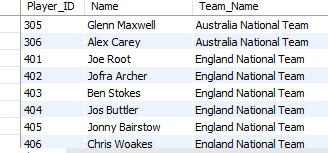 Player_ID Name Team_Name
305 Glenn Maxwell Australia National Team
306 Alex Carey Australia National Team
401 Joe Root England National Team
402 Jofra Archer England National Team
403 Ben Stokes England National Team
404 Jos Buttler England National Team
405 Jonny Bairstow England National Team
406 Chris Woakes England National Team